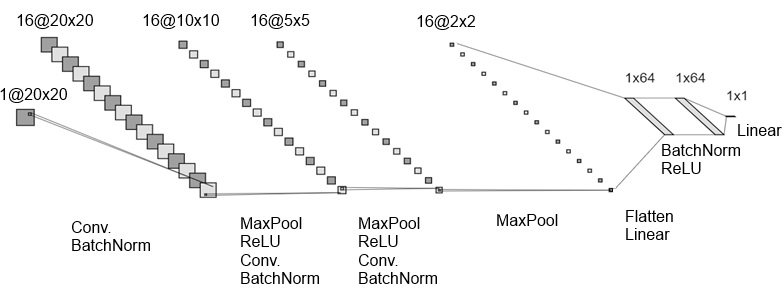 16@20x20
16@10x10
16@5x5
16@2x2
1x64
1x64
1x1
1@20x20
Linear
BatchNorm
ReLU
Conv.
BatchNorm
MaxPool
ReLU
Conv.
BatchNorm
MaxPool
ReLU
Conv.
BatchNorm
MaxPool
Flatten
Linear